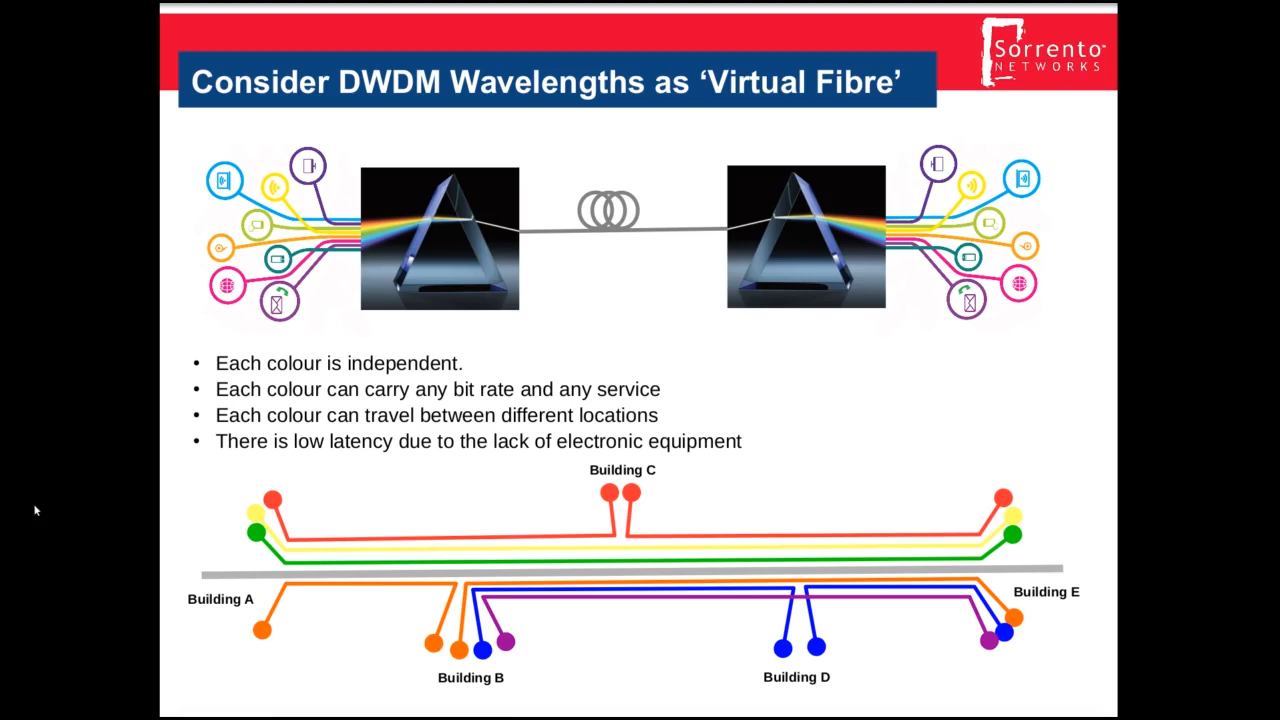 Sorrento
NETWORKS
Consider DWDM Wavelengths as ‘Virtual Fibre’
• Each colour is independent.
• Each colour can carry any bit rate and any service
• Each colour can travel between different locations
• There is low latency due to the lack of electronic equipment
Building C
Building A
Building E
Building B
Building D